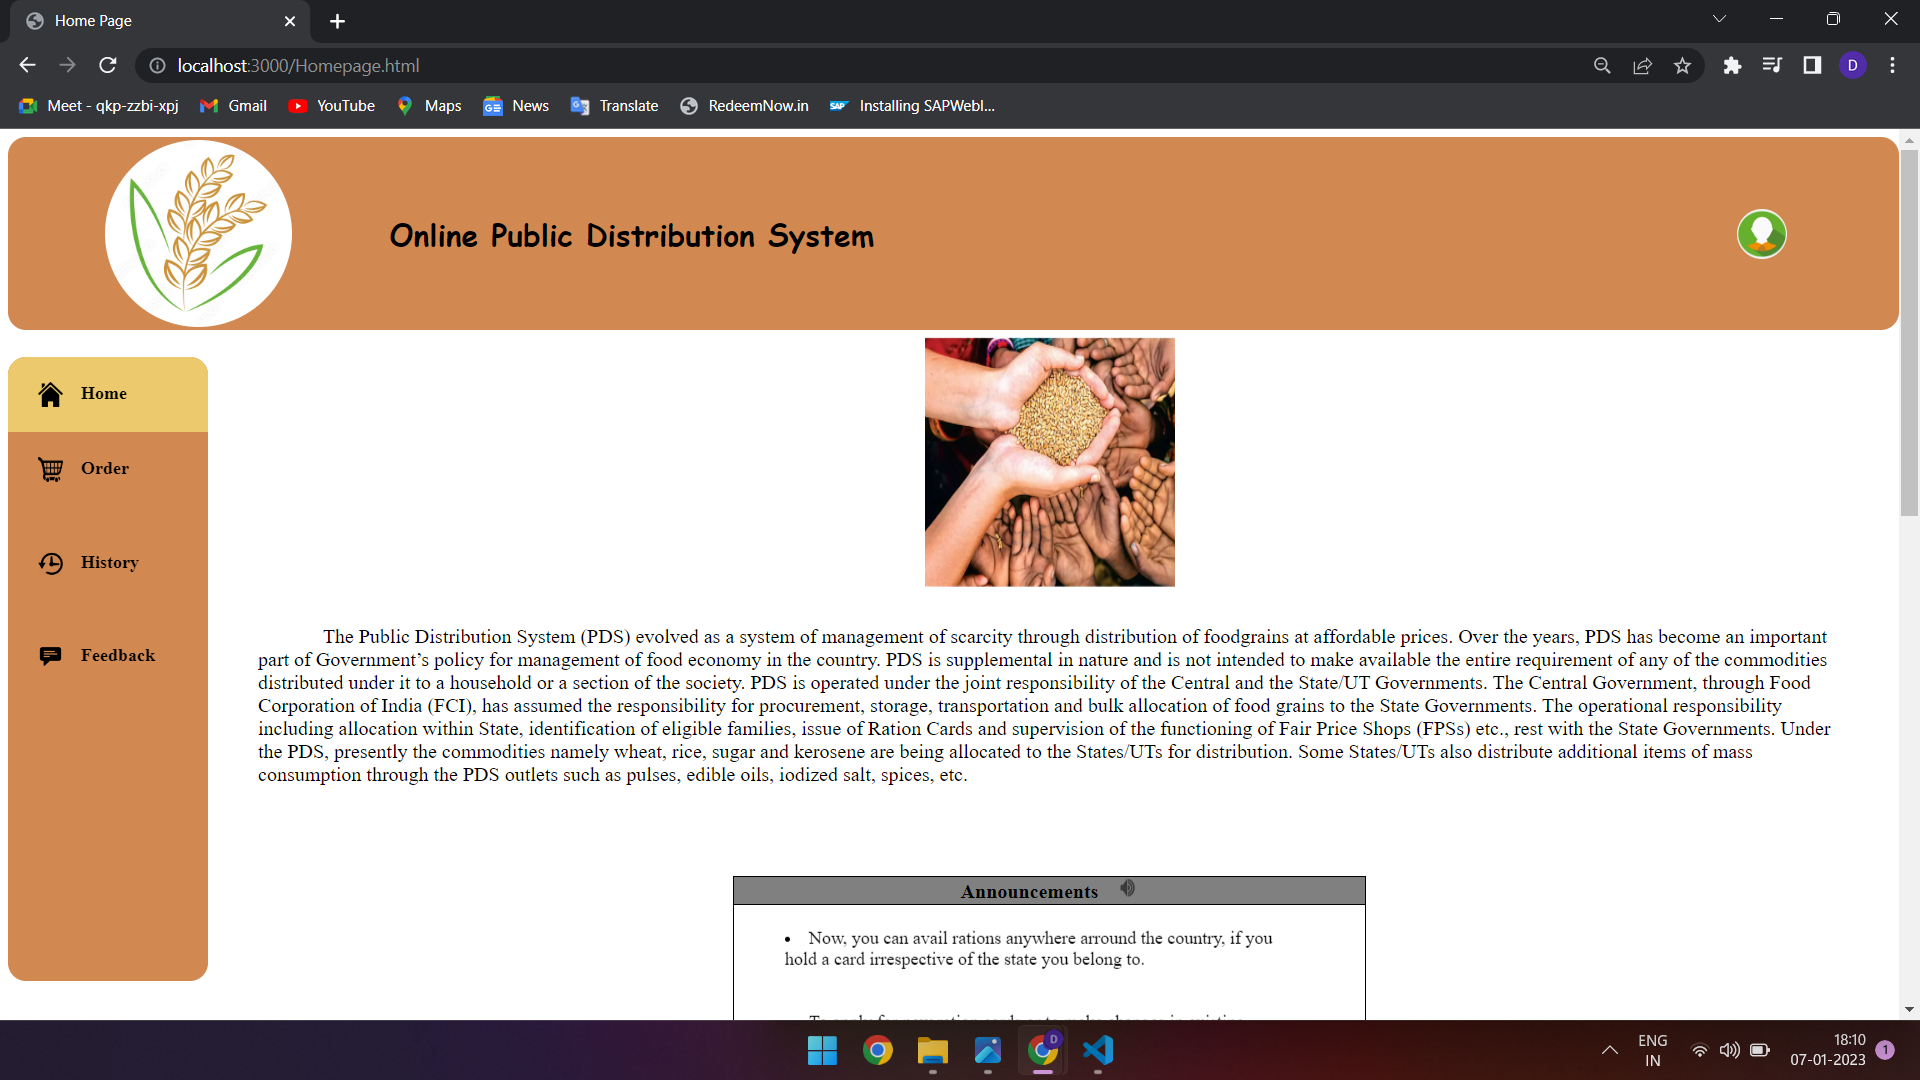 Home Page
localhost:3000/Homepage.html
D
Meet - qkp-zzbi-xpj Gmail YouTube Maps News Translate RedeemNow.in SAP Installing SAPWebl...
Online Public Distribution System
Home
Order
History
Feedback
The Public Distribution System (PDS) evolved as a system of management of scarcity through distribution of foodgrains at affordable prices. Over the years, PDS has become an important
part of Government’s policy for management of food economy in the country. PDS is supplemental in nature and is not intended to make available the entire requirement of any of the commodities
distributed under it to a household or a section of the society. PDS is operated under the joint responsibility of the Central and the State/UT Governments. The Central Government, through Food
Corporation of India (FCI), has assumed the responsibility for procurement, storage, transportation and bulk allocation of food grains to the State Governments. The operational responsibility
including allocation within State, identification of eligible families, issue of Ration Cards and supervision of the functioning of Fair Price Shops (FPSs) etc., rest with the State Governments. Under
the PDS, presently the commodities namely wheat, rice, sugar and kerosene are being allocated to the States/UTs for distribution. Some States/UTs also distribute additional items of mass
consumption through the PDS outlets such as pulses, edible oils, iodized salt, spices, etc.
Announcements
• Now, you can avail rations anywhere arround the country, if you
hold a card irrespective of the state you belong to.
D
ENG
IN
18:10
07-01-2023
1